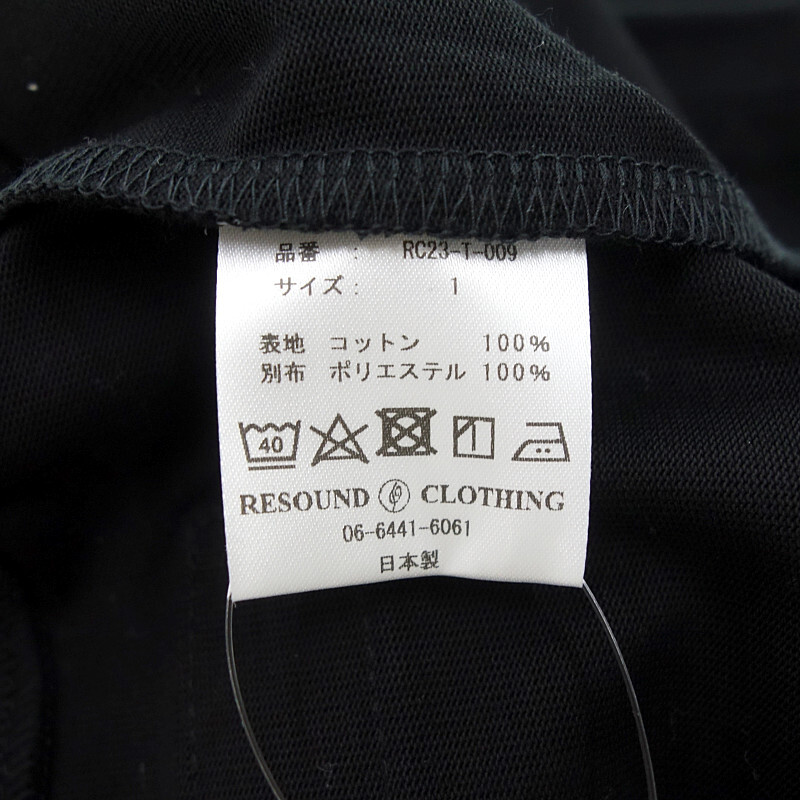 品番 : RC23-T-009
サイズ : 1
表地 コットン 100%
別布 ポリエステル 100%
40
RESOUND CLOTHING
06-6441-6061
日本製